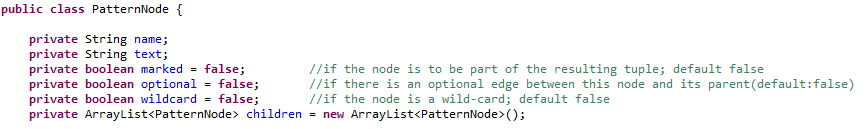 public class PatternNode {
private String name;
private String text;
private boolean marked = false; //if the node is to be part of the resulting tuple; default false
private boolean optional = false; //if there is an optional edge between this node and its parent(default:false)
private boolean wildcard = false; //if the node is a wild-card; default false
private ArrayList<PatternNode> children = new ArrayList<PatternNode>();